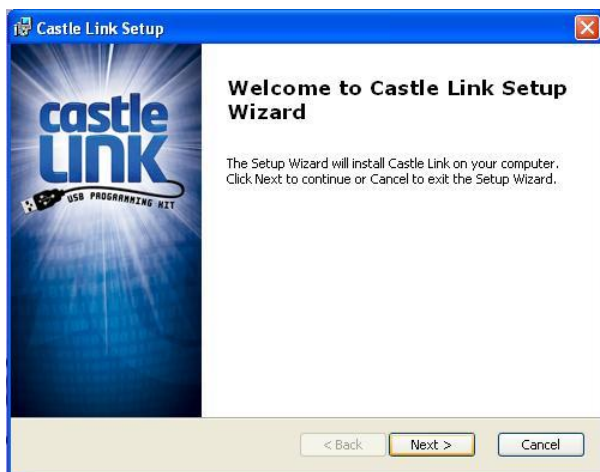 Castle Link Setup
castle
LINK
USB PROGRAMMING KIT
Welcome to Castle Link Setup
Wizard
The Setup Wizard will install Castle Link on your computer.
Click Next to continue or Cancel to exit the Setup Wizard.
< Back
Next >
Cancel